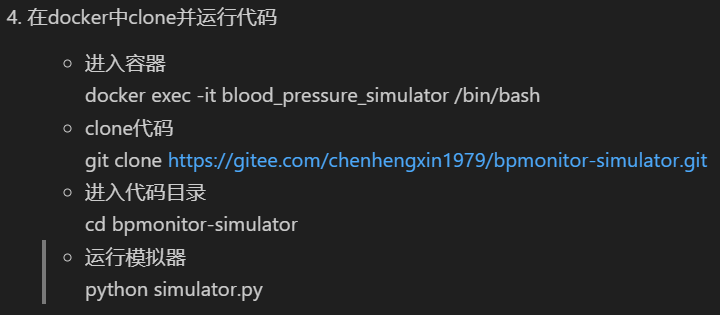 4. 在docker中clone并运行代码
进入容器
docker exec -it blood_pressure_simulator /bin/bash
clone代码
git clone https://gitee.com/chenhengxin1979/bpmonitor-simulator.git
进入代码目录
cd bpmonitor-simulator
运行模拟器
python simulator.py